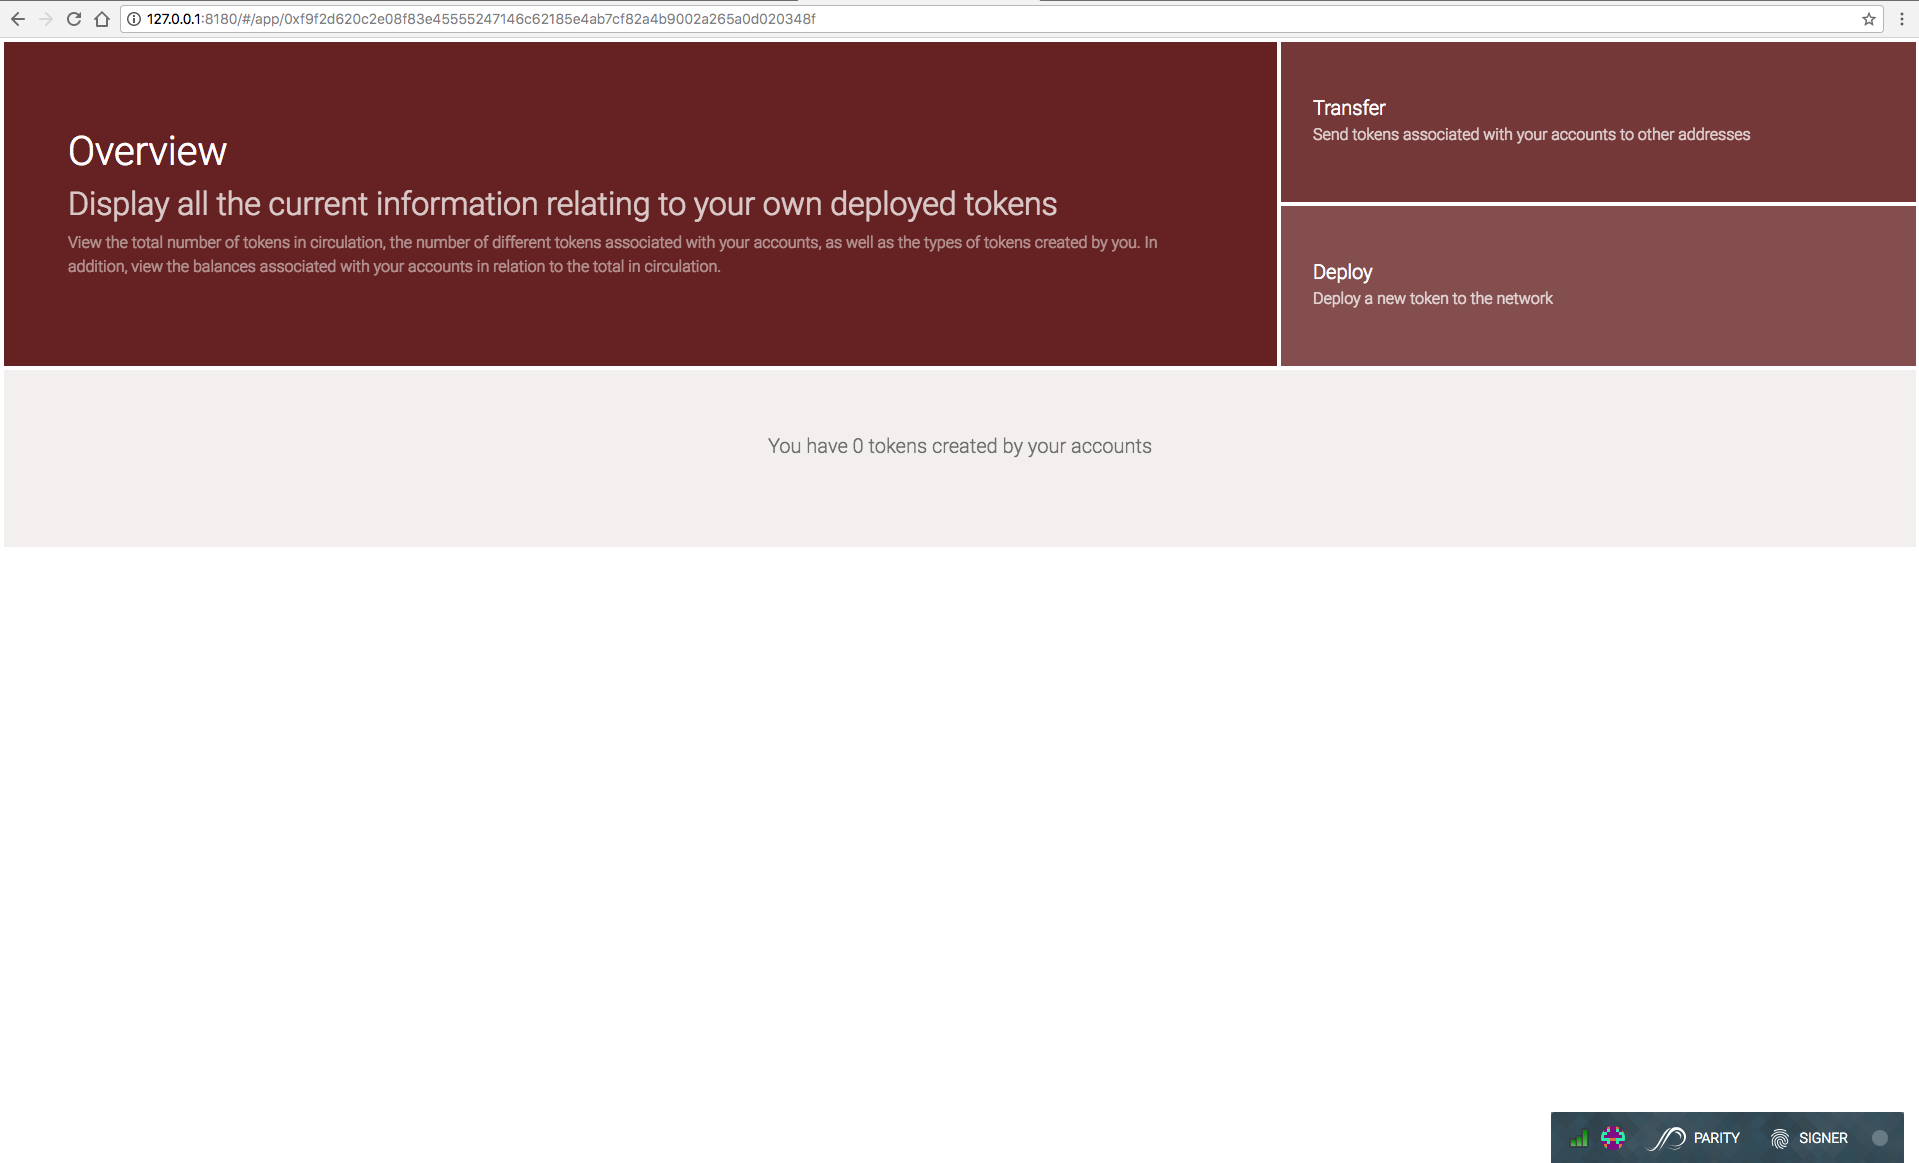 127.0.0.1:8180/#/app/0xf9f2d620c2e08f83e45555247146c62185e4ab7cf82a4b9002a265a0d020348f
Overview
Display all the current information relating to your own deployed tokens
View the total number of tokens in circulation, the number of different tokens associated with your accounts, as well as the types of tokens created by you. In
addition, view the balances associated with your accounts in relation to the total in circulation.
Transfer
Send tokens associated with your accounts to other addresses
Deploy
Deploy a new token to the network
You have 0 tokens created by your accounts
PARITY
SIGNER